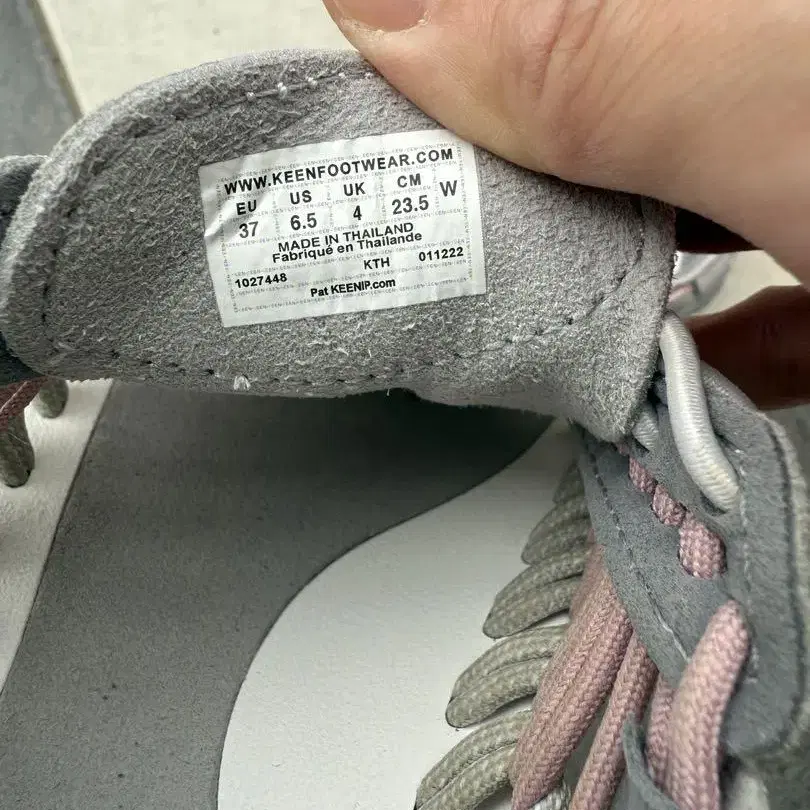 WWW.KEENFOOTWEAR.COM
EU US UK CM W
37 6.5 4 23.5
MADE IN THAILAND
Fabriqué en Thaïlande
1027448 KTH 011222
Pat KEENIP.com